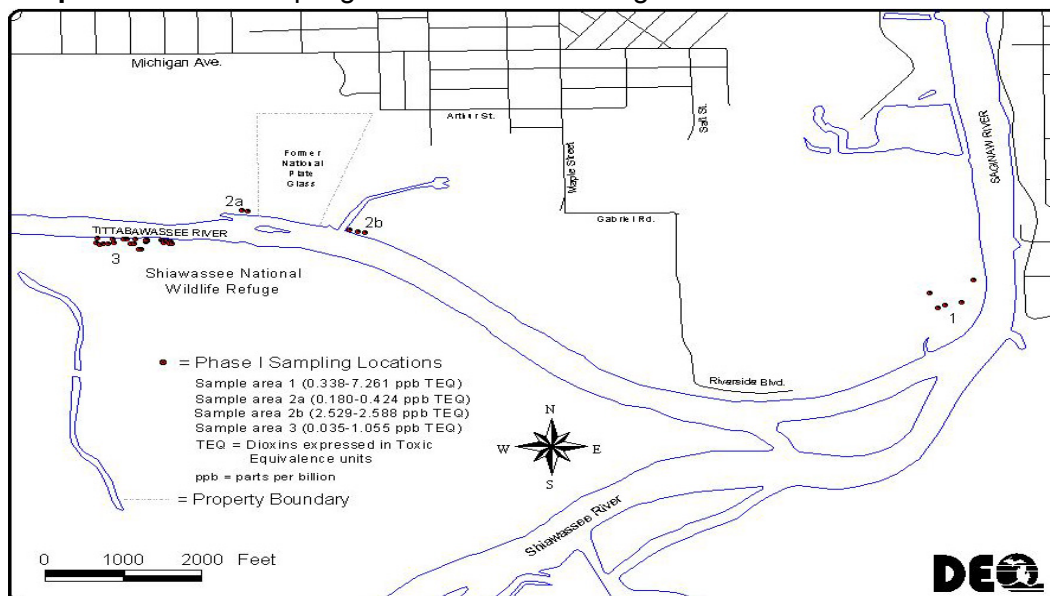 Michigan Ave.
Arthur St.
Salt St.
Maple Street
SAGINAW RIVER
Former
National
Plate
Glass
2a
2b
Gabriel Rd.
TITTABAWASSEE RIVER
3
Shiawassee National
Wildlife Refuge
1
• = Phase I Sampling Locations
Sample area 1 (0.338-7.261 ppb TEQ)
Sample area 2a (0.180-0.424 ppb TEQ)
Sample area 2b (2.529-2.588 ppb TEQ)
Sample area 3 (0.035-1.055 ppb TEQ)
TEQ = Dioxins expressed in Toxic
Equivalence units
ppb = parts per billion
= Property Boundary
Riverside Blvd.
N
W E
S
Shiawassee River
0 1000 2000 Feet
DEQ